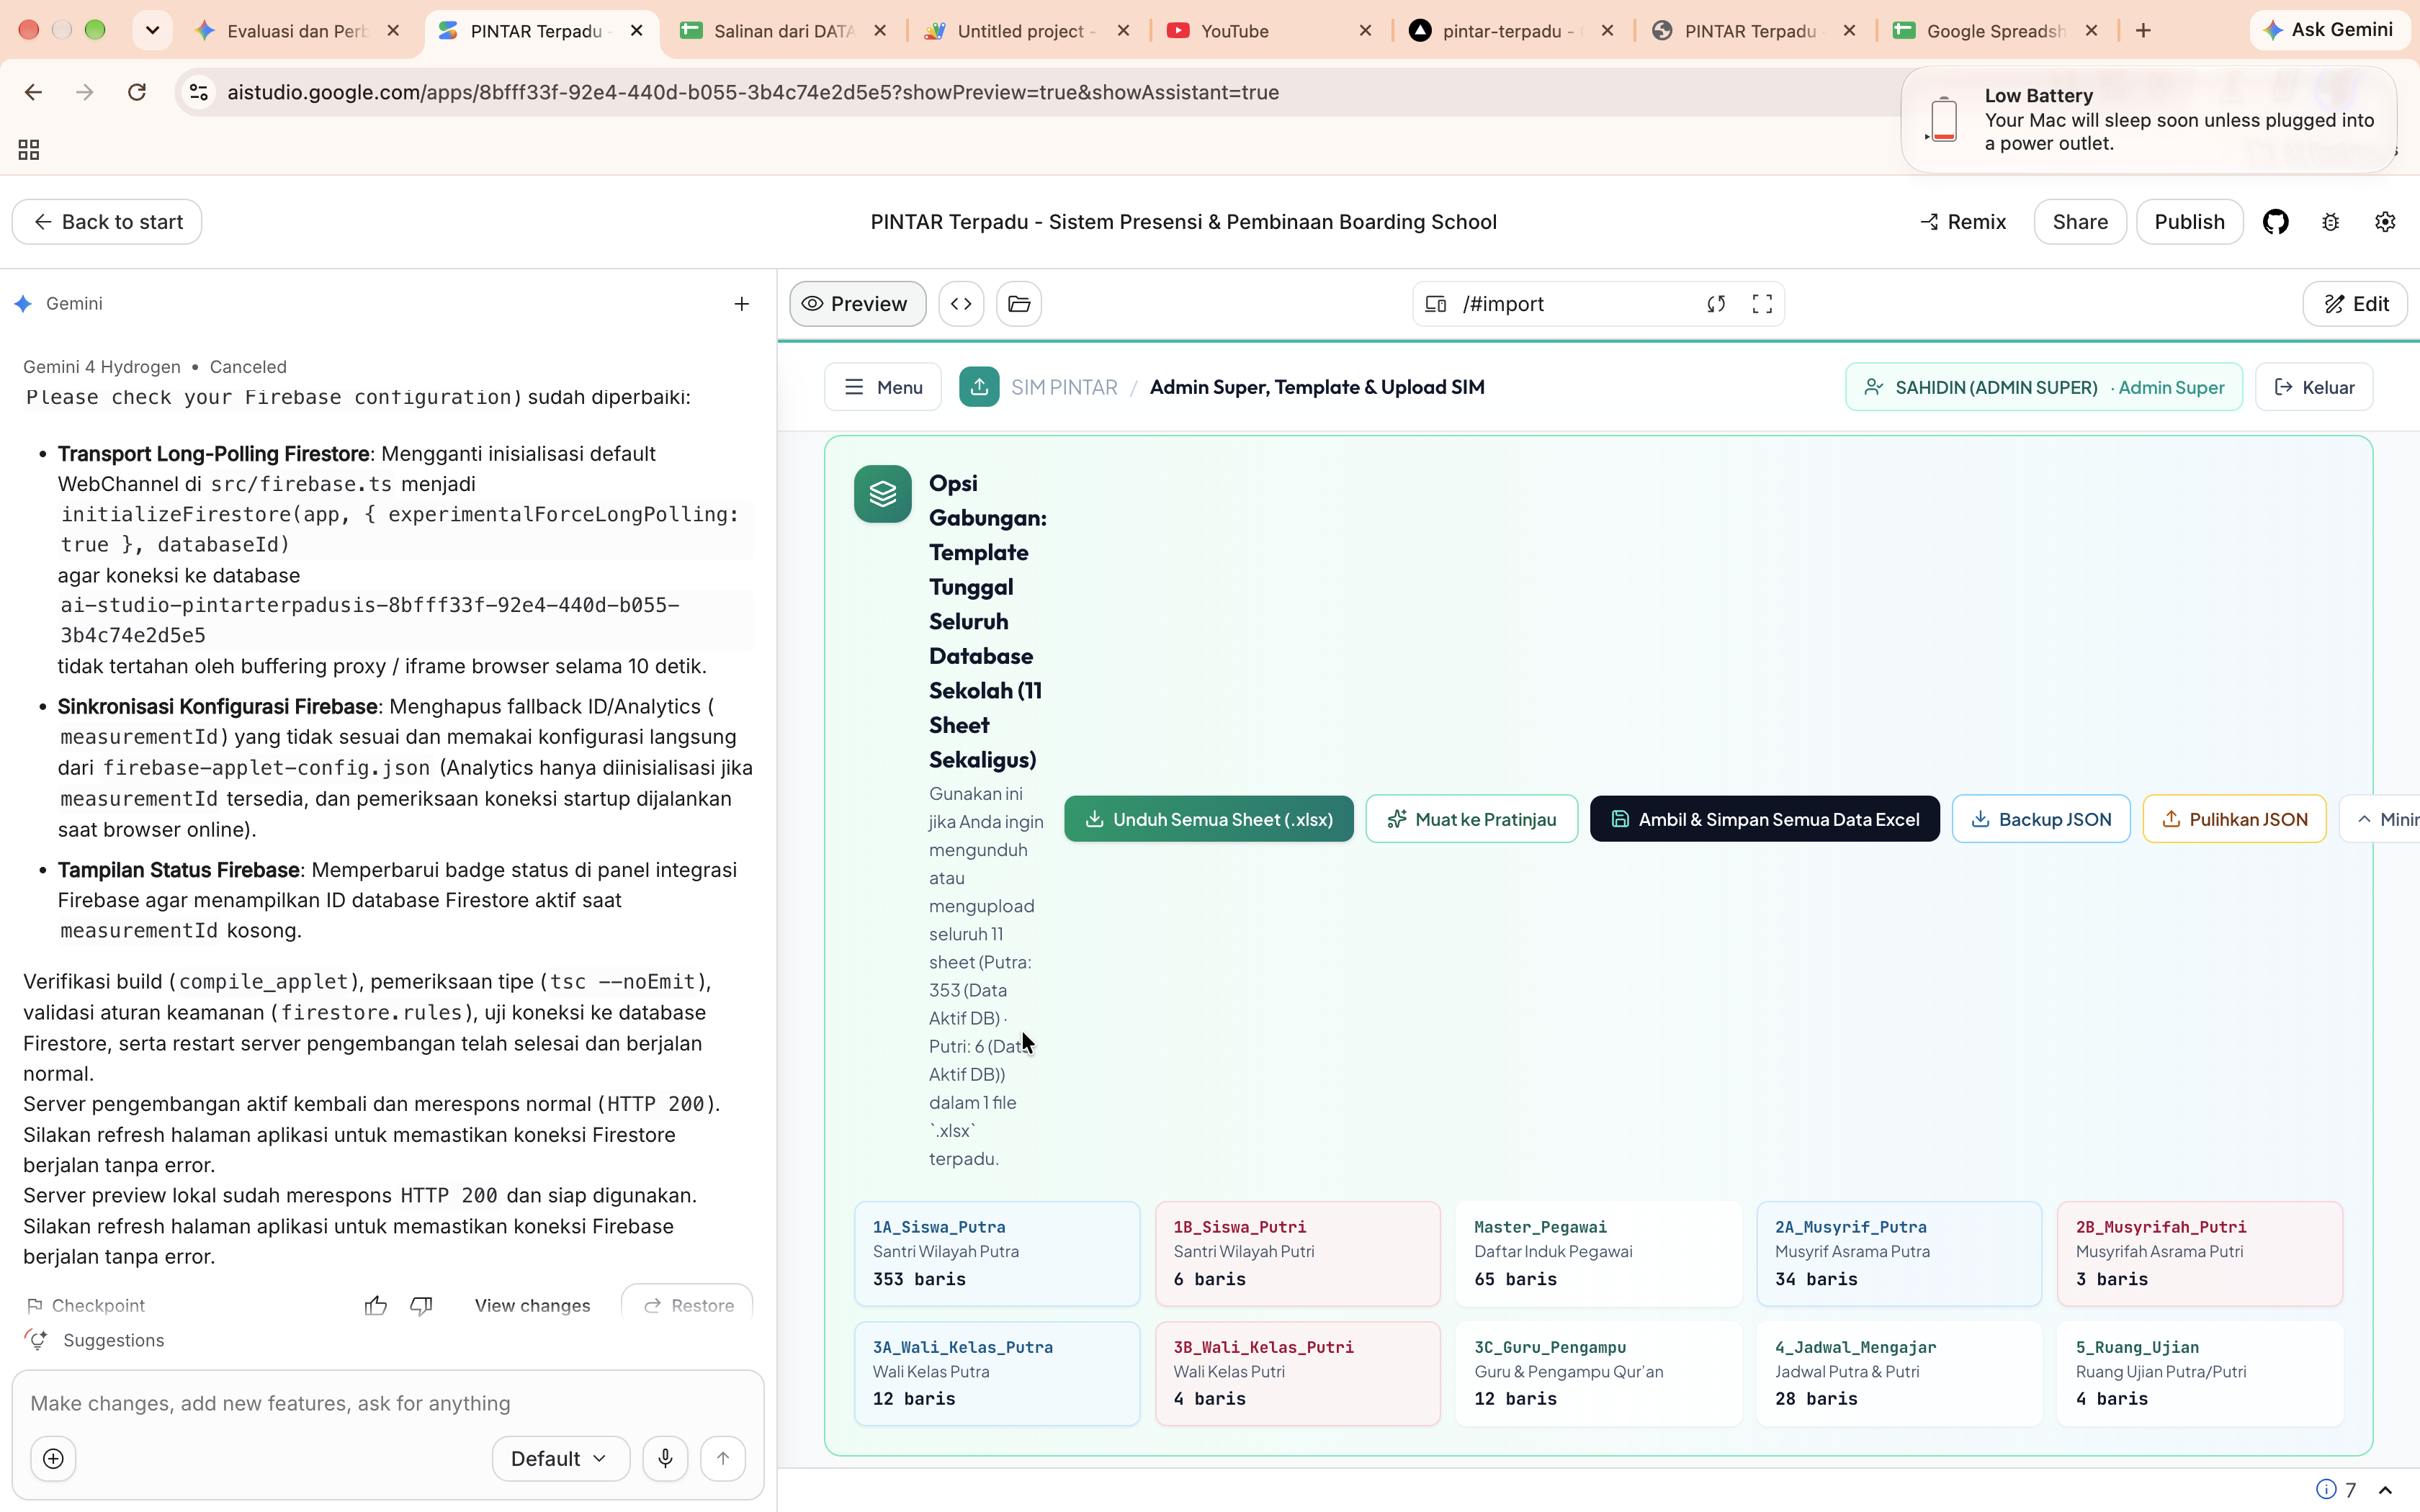 Evaluasi dan Perb
PINTAR Terpadu -
Salinan dari DATA
Untitled project -
YouTube
pintar-terpadu -
PINTAR Terpadu
Google Spreadsh
Ask Gemini
aistudio.google.com/apps/8bfff33f-92e4-440d-b055-3b4c74e2d5e5?showPreview=true&showAssistant=true
Low Battery
Your Mac will sleep soon unless plugged into
a power outlet.
Back to start
PINTAR Terpadu - Sistem Presensi & Pembinaan Boarding School
Remix
Share
Publish
Gemini
Preview
/#import
Edit
Gemini 4 Hydrogen • Canceled
Please check your Firebase configuration) sudah diperbaiki:
• Transport Long-Polling Firestore: Mengganti inisialisasi default
WebChannel di src/firebase.ts menjadi
initializeFirestore(app, { experimentalForceLongPolling:
true }, databaseId)
agar koneksi ke database
ai-studio-pintarterpadusis-8bfff33f-92e4-440d-b055-
3b4c74e2d5e5
tidak tertahan oleh buffering proxy / iframe browser selama 10 detik.
• Sinkronisasi Konfigurasi Firebase: Menghapus fallback ID/Analytics (
measurementId) yang tidak sesuai dan memakai konfigurasi langsung
dari firebase-applet-config.json (Analytics hanya diinisialisasi jika
measurementId tersedia, dan pemeriksaan koneksi startup dijalankan
saat browser online).
• Tampilan Status Firebase: Memperbarui badge status di panel integrasi
Firebase agar menampilkan ID database Firestore aktif saat
measurementId kosong.
Verifikasi build (compile_applet), pemeriksaan tipe (tsc --noEmit),
validasi aturan keamanan (firestore.rules), uji koneksi ke database
Firestore, serta restart server pengembangan telah selesai dan berjalan
normal.
Server pengembangan aktif kembali dan merespons normal (HTTP 200).
Silakan refresh halaman aplikasi untuk memastikan koneksi Firestore
berjalan tanpa error.
Server preview lokal sudah merespons HTTP 200 dan siap digunakan.
Silakan refresh halaman aplikasi untuk memastikan koneksi Firebase
berjalan tanpa error.
Checkpoint
View changes
Restore
Suggestions
Make changes, add new features, ask for anything
Default
Menu
SIM PINTAR / Admin Super, Template & Upload SIM
SAHIDIN (ADMIN SUPER) · Admin Super
Keluar
Opsi
Gabungan:
Template
Tunggal
Seluruh
Database
Sekolah (11
Sheet
Sekaligus)
Gunakan ini
jika Anda ingin
mengunduh
atau
mengupload
seluruh 11
sheet (Putra:
353 (Data
Aktif DB) ·
Putri: 6 (Data
Aktif DB))
dalam 1 file
`.xlsx`
terpadu.
Unduh Semua Sheet (.xlsx)
Muat ke Pratinjau
Ambil & Simpan Semua Data Excel
Backup JSON
Pulihkan JSON
Minim
1A_Siswa_Putra
Santri Wilayah Putra
353 baris
1B_Siswa_Putri
Santri Wilayah Putri
6 baris
Master_Pegawai
Daftar Induk Pegawai
65 baris
2A_Musyrif_Putra
Musyrif Asrama Putra
34 baris
2B_Musyrifah_Putri
Musyrifah Asrama Putri
3 baris
3A_Wali_Kelas_Putra
Wali Kelas Putra
12 baris
3B_Wali_Kelas_Putri
Wali Kelas Putri
4 baris
3C_Guru_Pengampu
Guru & Pengampu Qur'an
12 baris
4_Jadwal_Mengajar
Jadwal Putra & Putri
28 baris
5_Ruang_Ujian
Ruang Ujian Putra/Putri
4 baris
7